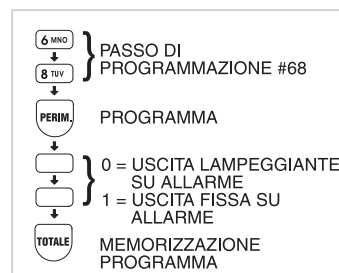 6 MNO
PASSO DI
8 TUV
PROGRAMMAZIONE #68
PERIM.
PROGRAMMA
0 = USCITA LAMPEGGIANTE
SU ALLARME
1 = USCITA FISSA SU
ALLARME
TOTALE
MEMORIZZAZIONE
PROGRAMMA